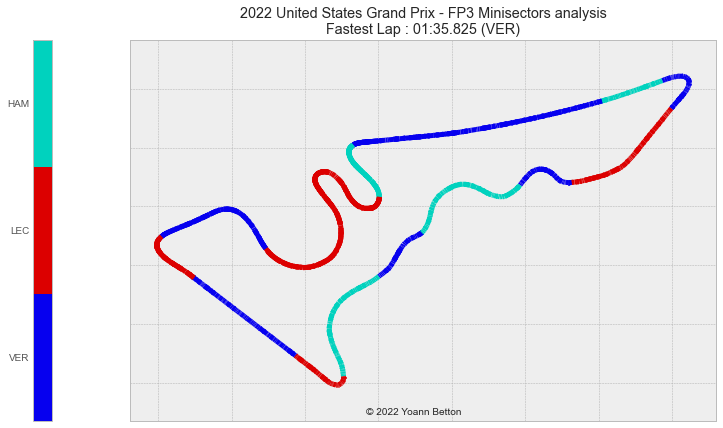 2022 United States Grand Prix - FP3 Minisectors analysis
Fastest Lap : 01:35.825 (VER)
HAM
LEC
VER
© 2022 Yoann Betton